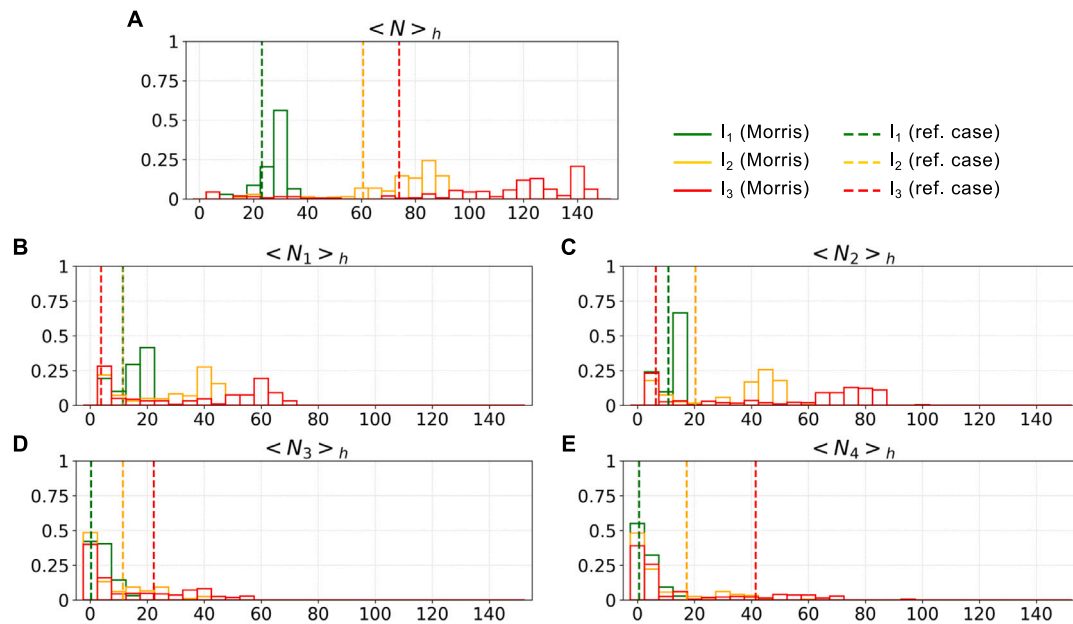 A
< N >h
1
0.75
0.5
0.25
0
0 20 40 60 80 100 120 140
I1 (Morris) I1 (ref. case)
I2 (Morris) I2 (ref. case)
I3 (Morris) I3 (ref. case)
B
< N1 >h
1
0.75
0.5
0.25
0
0 20 40 60 80 100 120 140
C
< N2 >h
1
0.75
0.5
0.25
0
0 20 40 60 80 100 120 140
D
< N3 >h
1
0.75
0.5
0.25
0
0 20 40 60 80 100 120 140
E
< N4 >h
1
0.75
0.5
0.25
0
0 20 40 60 80 100 120 140